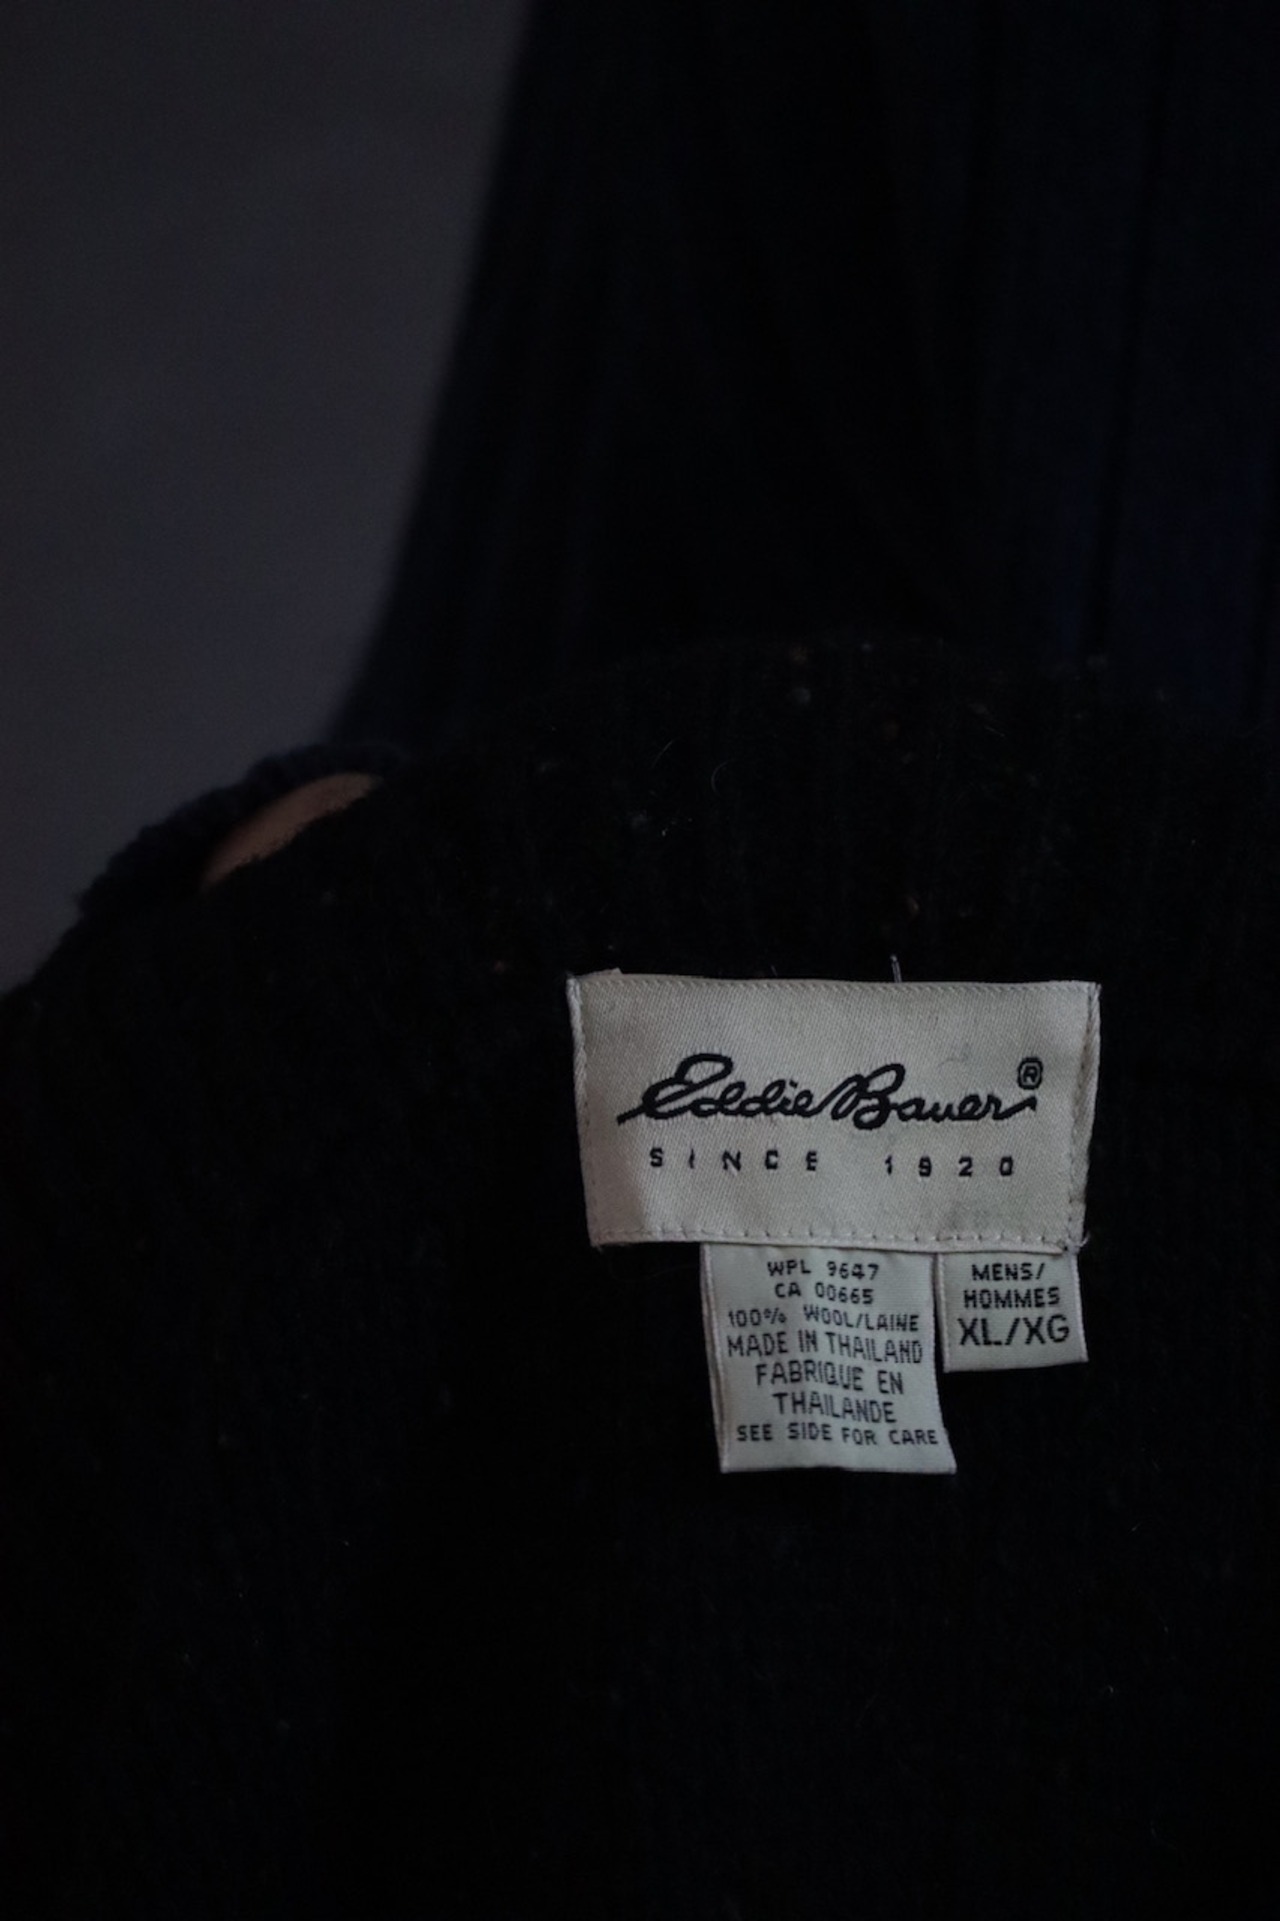 Eddie Bauer®
SINCE 1920
WPL 9647
CA 00665
100% WOOL/LAINE
MADE IN THAILAND
FABRIQUE EN
THAILANDE
SEE SIDE FOR CARE
MENS/
HOMMES
XL/XG